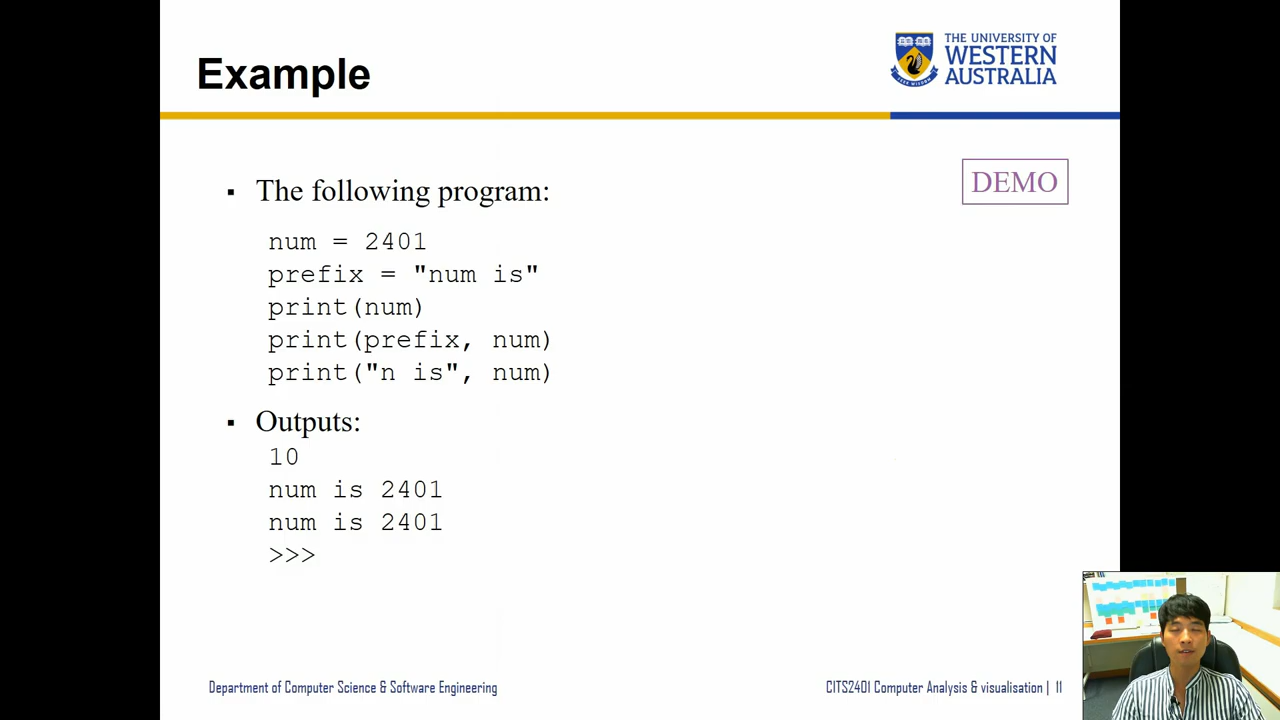 Example
THE UNIVERSITY OF
WESTERN
AUSTRALIA
DEMO
▪ The following program:
num = 2401
prefix = "num is"
print(num)
print(prefix, num)
print("n is", num)
▪ Outputs:
10
num is 2401
num is 2401
>>>
Department of Computer Science & Software Engineering
CITS2401 Computer Analysis & visualisation | 11